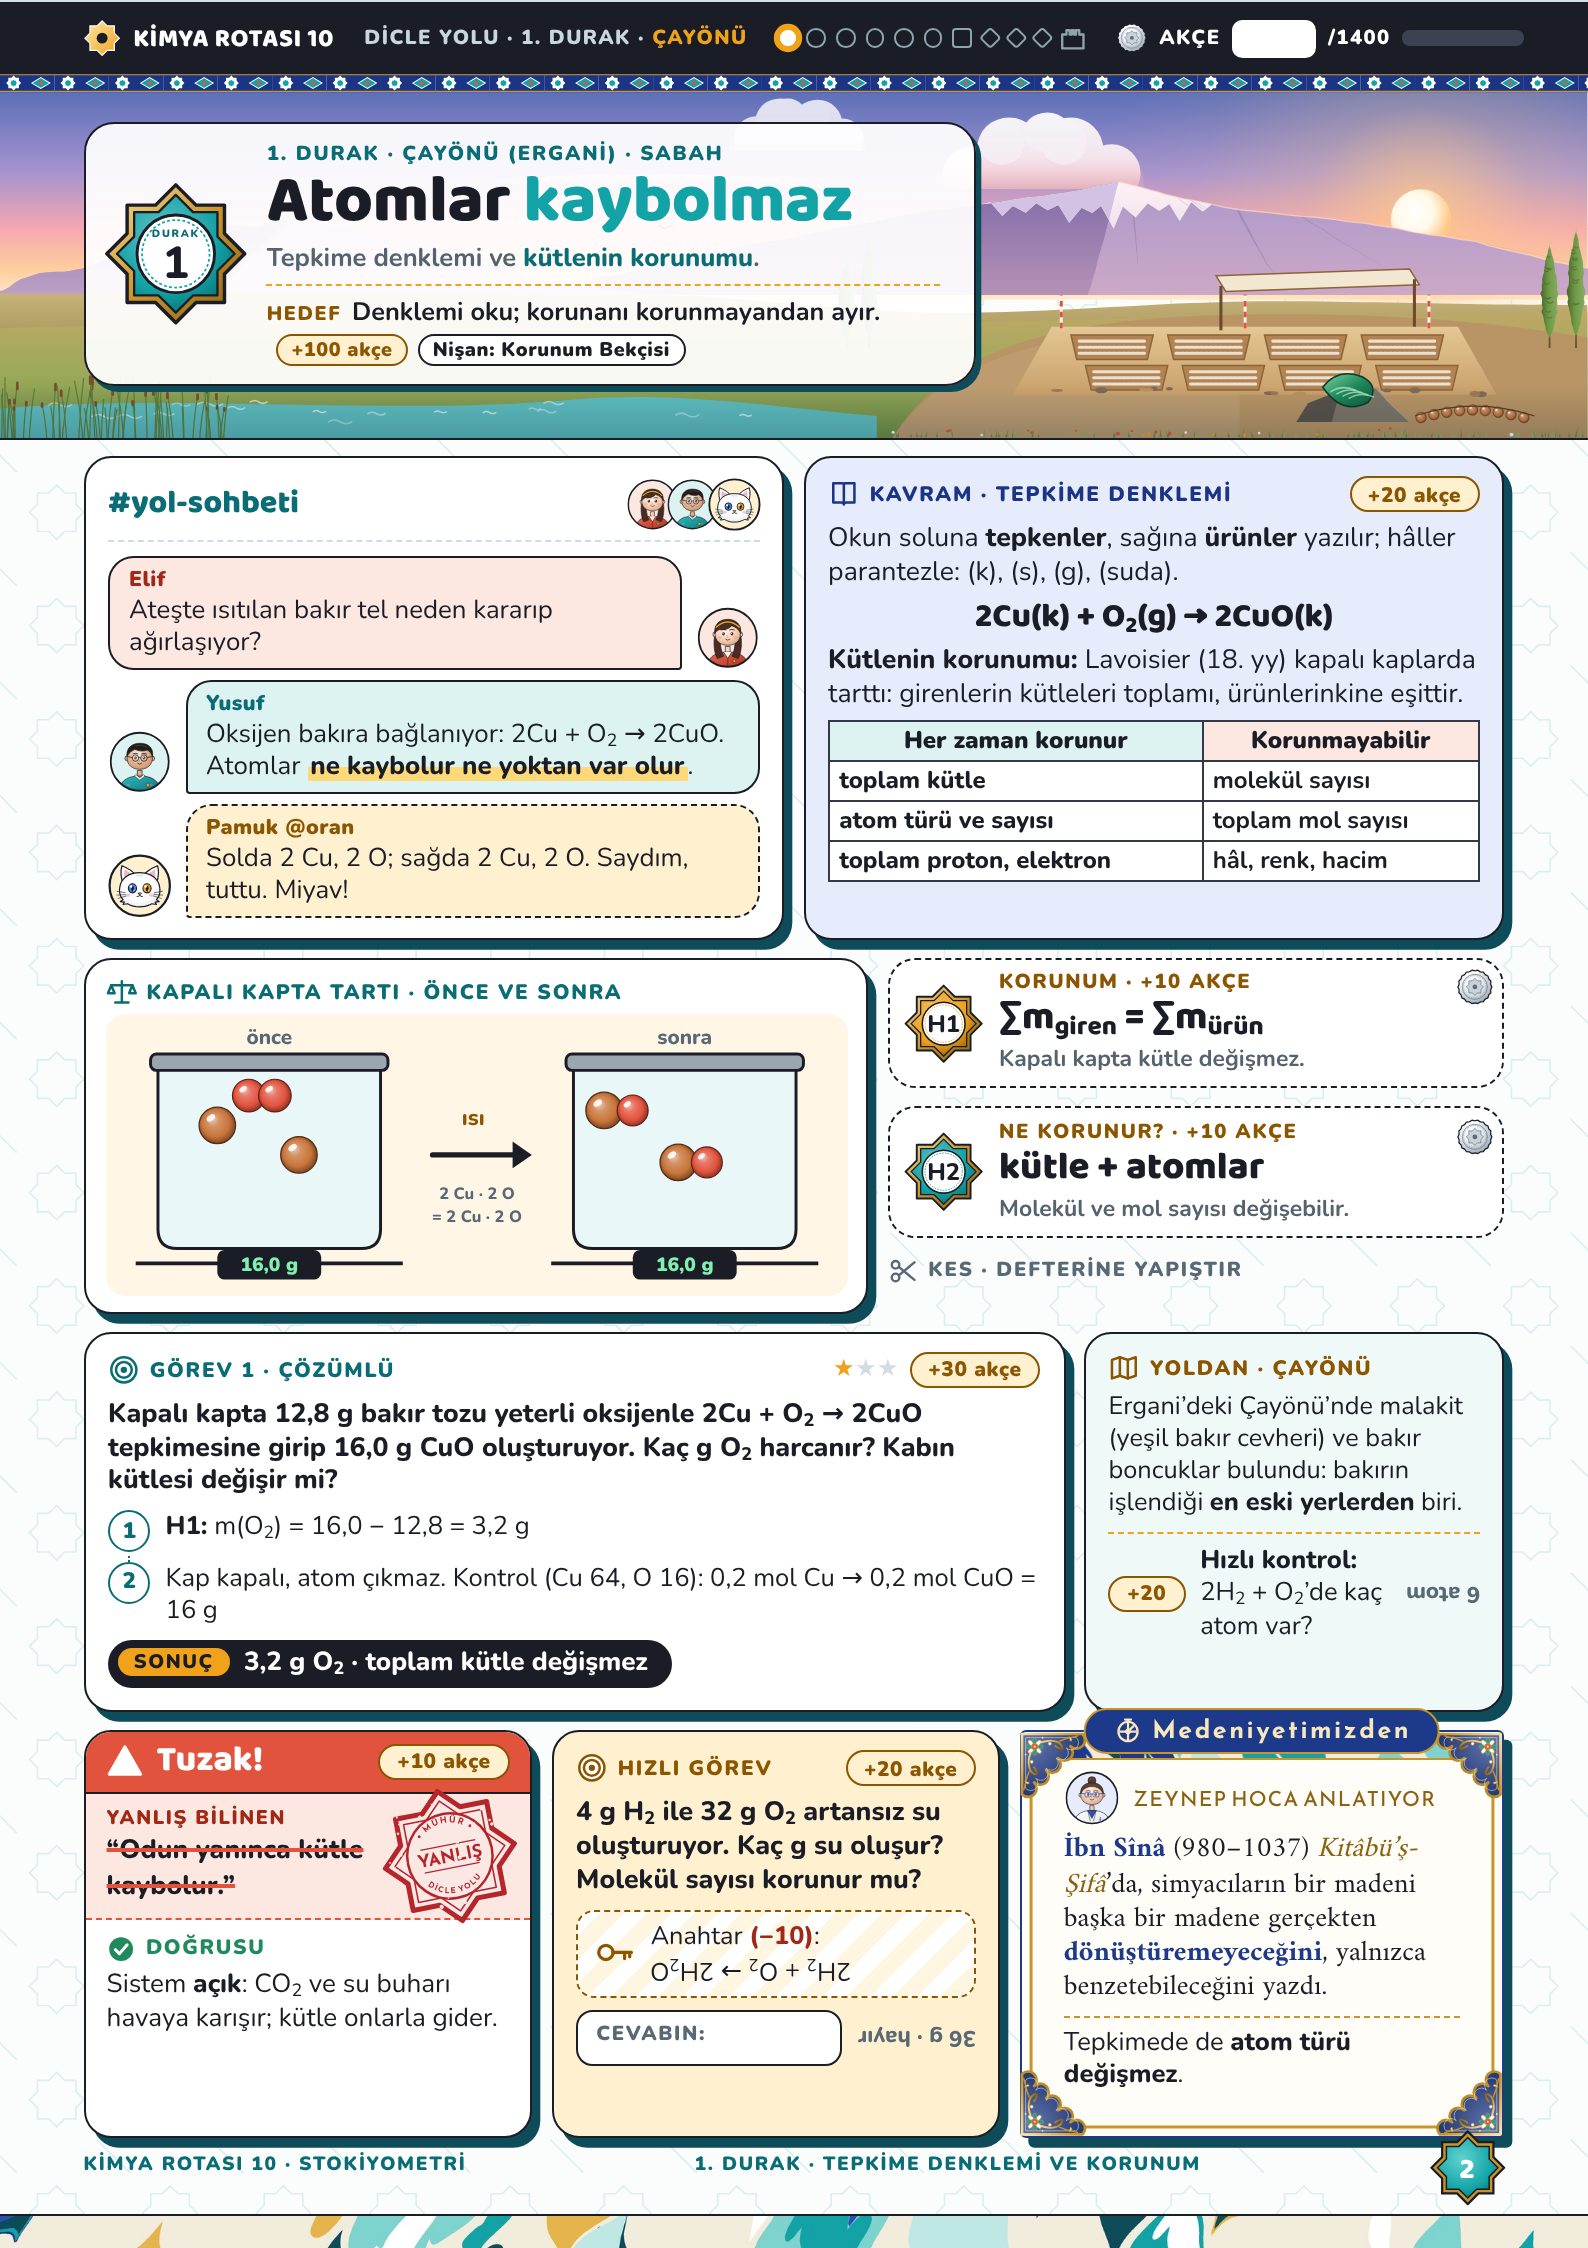 KİMYA ROTASI 10 DİCLE YOLU · 1. DURAK · ÇAYÖNÜ AKÇE /1400
1. DURAK · ÇAYÖNÜ (ERGANİ) · SABAH
Atomlar kaybolmaz
DURAK
1
Tepkime denklemi ve kütlenin korunumu.
HEDEF Denklemi oku; korunanı korunmayandan ayır.
+100 akçe Nişan: Korunum Bekçisi
#yol-sohbeti
Elif
Ateşte ısıtılan bakır tel neden kararıp
ağırlaşıyor?
Yusuf
Oksijen bakıra bağlanıyor: 2Cu + O₂ → 2CuO.
Atomlar ne kaybolur ne yoktan var olur.
Pamuk @oran
Solda 2 Cu, 2 O; sağda 2 Cu, 2 O. Saydım,
tuttu. Miyav!
KAVRAM · TEPKİME DENKLEMİ +20 akçe
Okun soluna tepkenler, sağına ürünler yazılır; hâller
parantezle: (k), (s), (g), (suda).
2Cu(k) + O₂(g) → 2CuO(k)
Kütlenin korunumu: Lavoisier (18. yy) kapalı kaplarda
tarttı: girenlerin kütleleri toplamı, ürünlerinkine eşittir.
Her zaman korunur Korunmayabilir
toplam kütle molekül sayısı
atom türü ve sayısı toplam mol sayısı
toplam proton, elektron hâl, renk, hacim
KAPALI KAPTA TARTI · ÖNCE VE SONRA
önce sonra
ISI
2 Cu · 2 O
= 2 Cu · 2 O
16,0 g 16,0 g
KORUNUM · +10 AKÇE
H1 ∑mgiren = ∑mürün
Kapalı kapta kütle değişmez.
NE KORUNUR? · +10 AKÇE
H2 kütle + atomlar
Molekül ve mol sayısı değişebilir.
KES · DEFTERİNE YAPIŞTIR
GÖREV 1 · ÇÖZÜMLÜ ★★★ +30 akçe
Kapalı kapta 12,8 g bakır tozu yeterli oksijenle 2Cu + O₂ → 2CuO
tepkimesine girip 16,0 g CuO oluşturuyor. Kaç g O₂ harcanır? Kabın
kütlesi değişir mi?
1 H1: m(O₂) = 16,0 − 12,8 = 3,2 g
2 Kap kapalı, atom çıkmaz. Kontrol (Cu 64, O 16): 0,2 mol Cu → 0,2 mol CuO =
16 g
SONUÇ 3,2 g O₂ · toplam kütle değişmez
YOLDAN · ÇAYÖNÜ
Ergani’deki Çayönü’nde malakit
(yeşil bakır cevheri) ve bakır
boncuklar bulundu: bakırın
işlendiği en eski yerlerden biri.
Hızlı kontrol:
+20 2H₂ + O₂’de kaç 6 atom
atom var?
Tuzak! +10 akçe
YANLIŞ BİLİNEN
“Odun yanınca kütle
kaybolur.”
MÜHÜR
YANLIŞ
DİCLE YOLU
DOĞRUSU
Sistem açık: CO₂ ve su buharı
havaya karışır; kütle onlarla gider.
HIZLI GÖREV +20 akçe
4 g H₂ ile 32 g O₂ artansız su
oluşturuyor. Kaç g su oluşur?
Molekül sayısı korunur mu?
Anahtar (−10):
2H₂ + O₂ → 2H₂O
CEVABIN: 36 g · hayır
Medeniyetimizden
ZEYNEP HOCA ANLATIYOR
İbn Sînâ (980–1037) Kitâbü’ş-
Şifâ’da, simyacıların bir madeni
başka bir madene gerçekten
dönüştüremeyeceğini, yalnızca
benzetebileceğini yazdı.
Tepkimede de atom türü
değişmez.
KİMYA ROTASI 10 · STOKİYOMETRİ 1. DURAK · TEPKİME DENKLEMİ VE KORUNUM 2